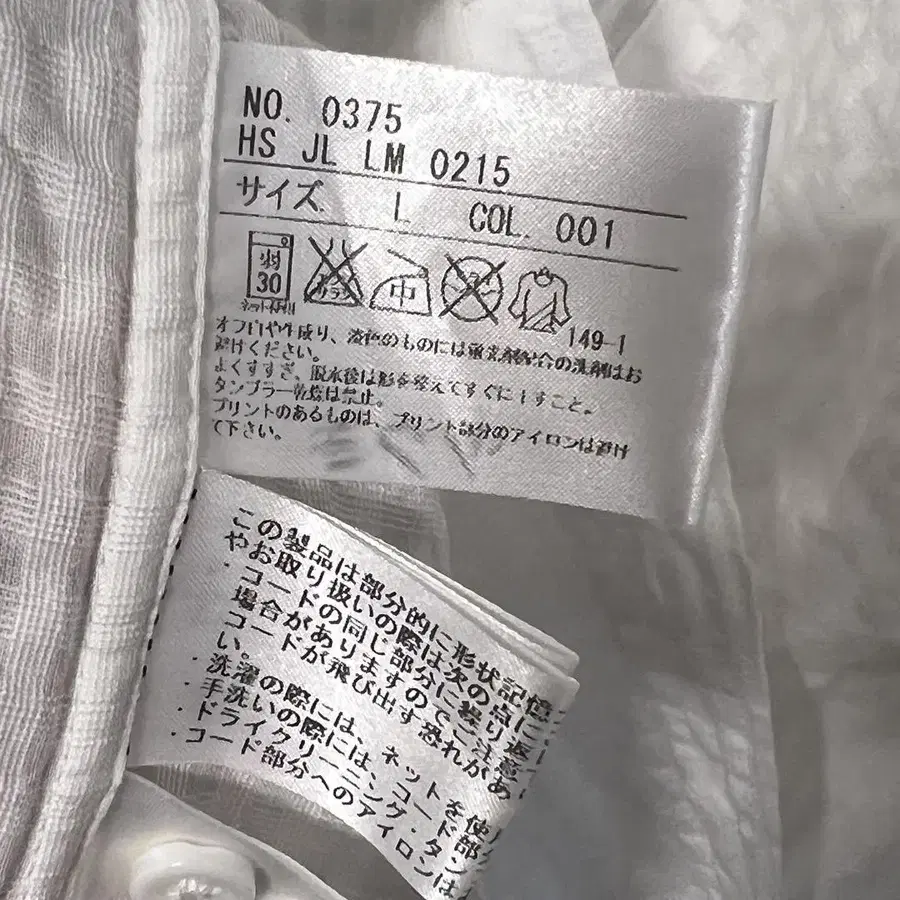 NO. 0375
HS JL LM 0215
サイズ L COL. 001
弱
30
ネット使用
中
149-1
オフ白や生成り、淡色のものには蛍光剤配合の洗剤はお
避けください。
よくすすぎ、脱水後は形を整えてすぐに干すこと。
タンブラー乾燥は禁止。
プリントのあるものは、プリント部分のアイロンは避け
て下さい。
この製品は部分的に形状記憶
やお取り扱いの際は次の点に
・コードの同じ部分に繰り返
場合がありますのでご注意
コードが飛び出す恐れがあ
い。
・洗濯の際には、ネットを使
・手洗いの際には、コード部分
・ドライクリーニング・タン
・コード部分へのアイロンは